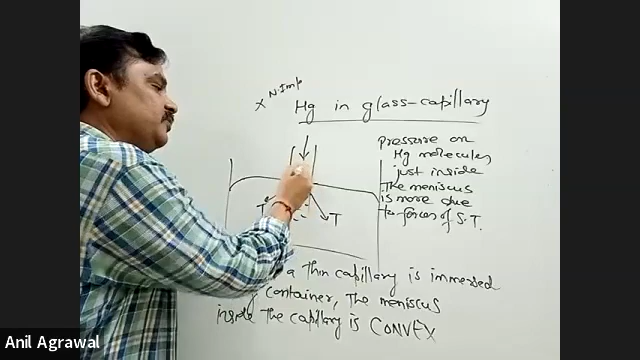 X N.Imp
Hg in glass-capillary
Pressure on
Hg molecules
just inside
The meniscus
is more due
to forces of S.T.
T
T
a thin capillary is immersed
container, The meniscus
inside the capillary is CONVEX
Anil Agrawal